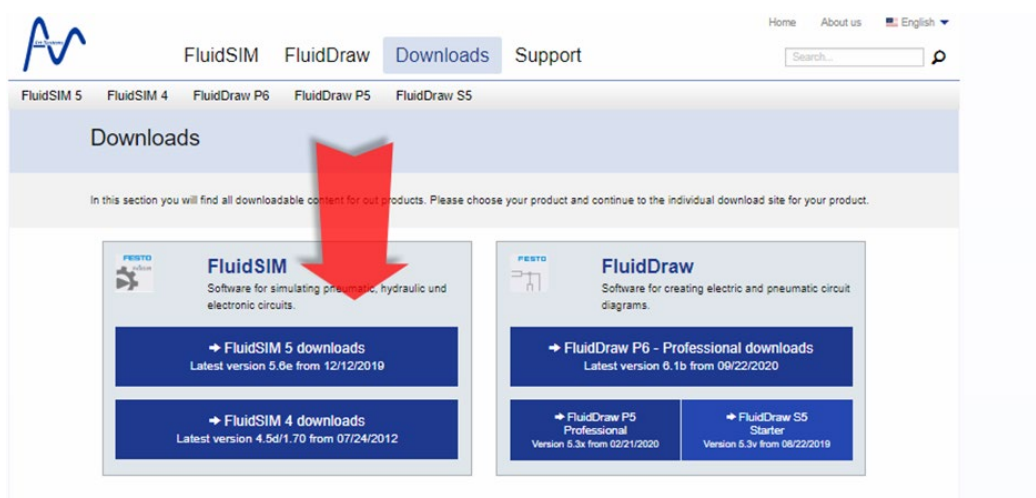 Home About us English
FluidSIM FluidDraw Downloads Support
Search...
FluidSIM 5 FluidSIM 4 FluidDraw P6 FluidDraw P5 FluidDraw S5
Downloads
In this section you will find all downloadable content for out products. Please choose your product and continue to the individual download site for your product.
FESTO
FluidSIM
Software for simulating pneumatic, hydraulic und
electronic circuits.
➜ FluidSIM 5 downloads
Latest version 5.6e from 12/12/2019
➜ FluidSIM 4 downloads
Latest version 4.5d/1.70 from 07/24/2012
FESTO
FluidDraw
Software for creating electric and pneumatic circuit
diagrams.
➜ FluidDraw P6 - Professional downloads
Latest version 6.1b from 09/22/2020
➜ FluidDraw P5
Professional
Version 5.3x from 02/21/2020
➜ FluidDraw S5
Starter
Version 5.3v from 08/22/2019